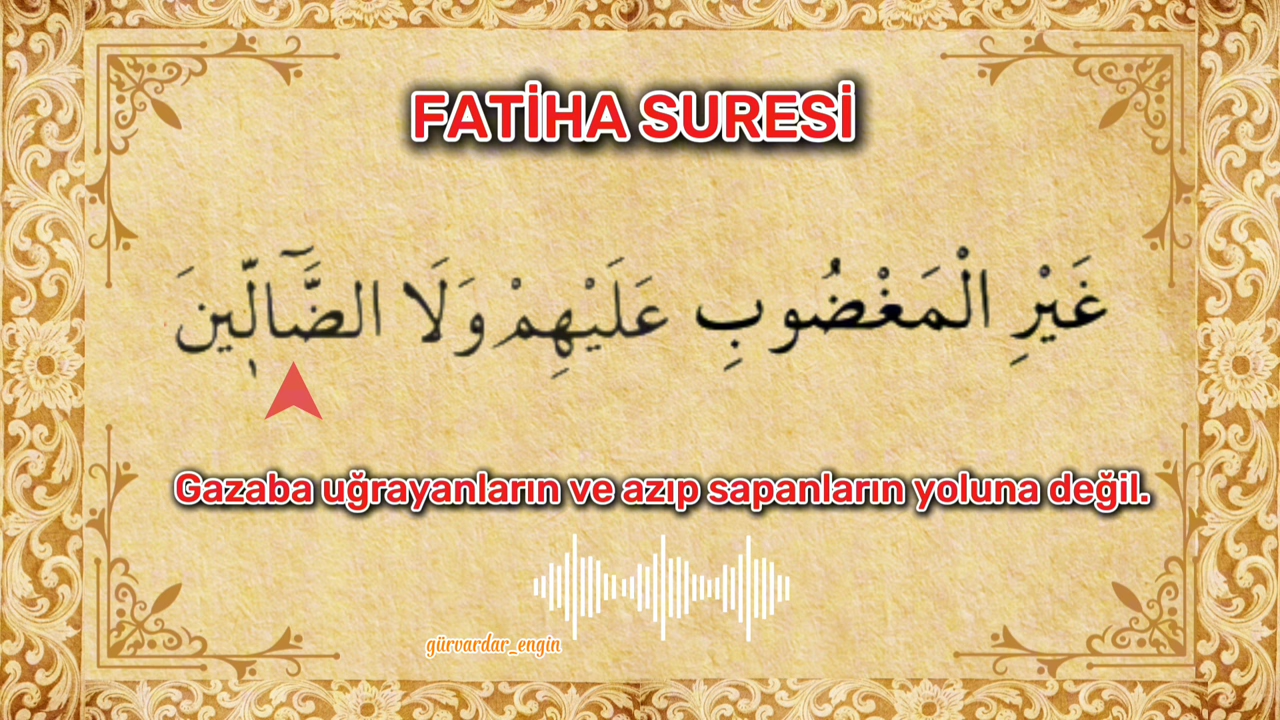 FATİHA SURESİ
غَيْرِ الْمَغْضُوبِ عَلَيْهِمْ وَلَا الضَّٓالّ۪ينَ
Gazaba uğrayanların ve azıp sapanların yoluna değil.
gürvardar_engin